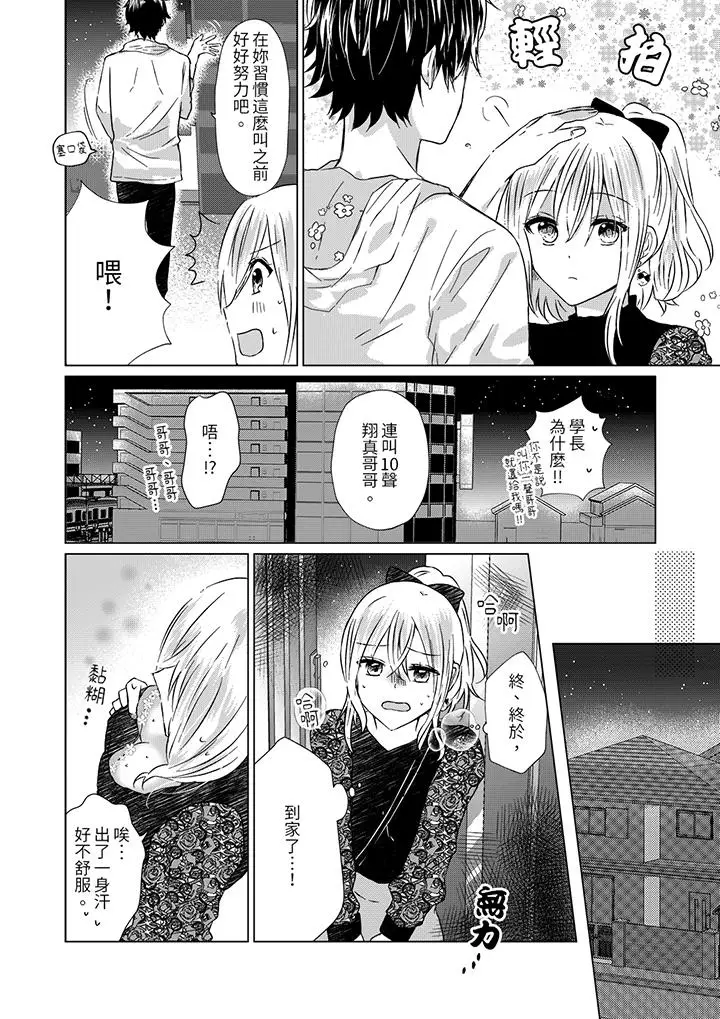 輕拍
在妳習慣這麼叫之前
好好努力吧。
塞口袋
喂！
學長
為什麼!!
你不是說
叫你一聲哥哥
就還給我嗎!!
連叫10聲
翔真哥哥。
唔…!?
哥哥、哥哥、
哥哥…
哈啊
終、終於，
哈啊
到家了…！
無力…
黏糊…
唉…
出了一身汗
好不舒服。